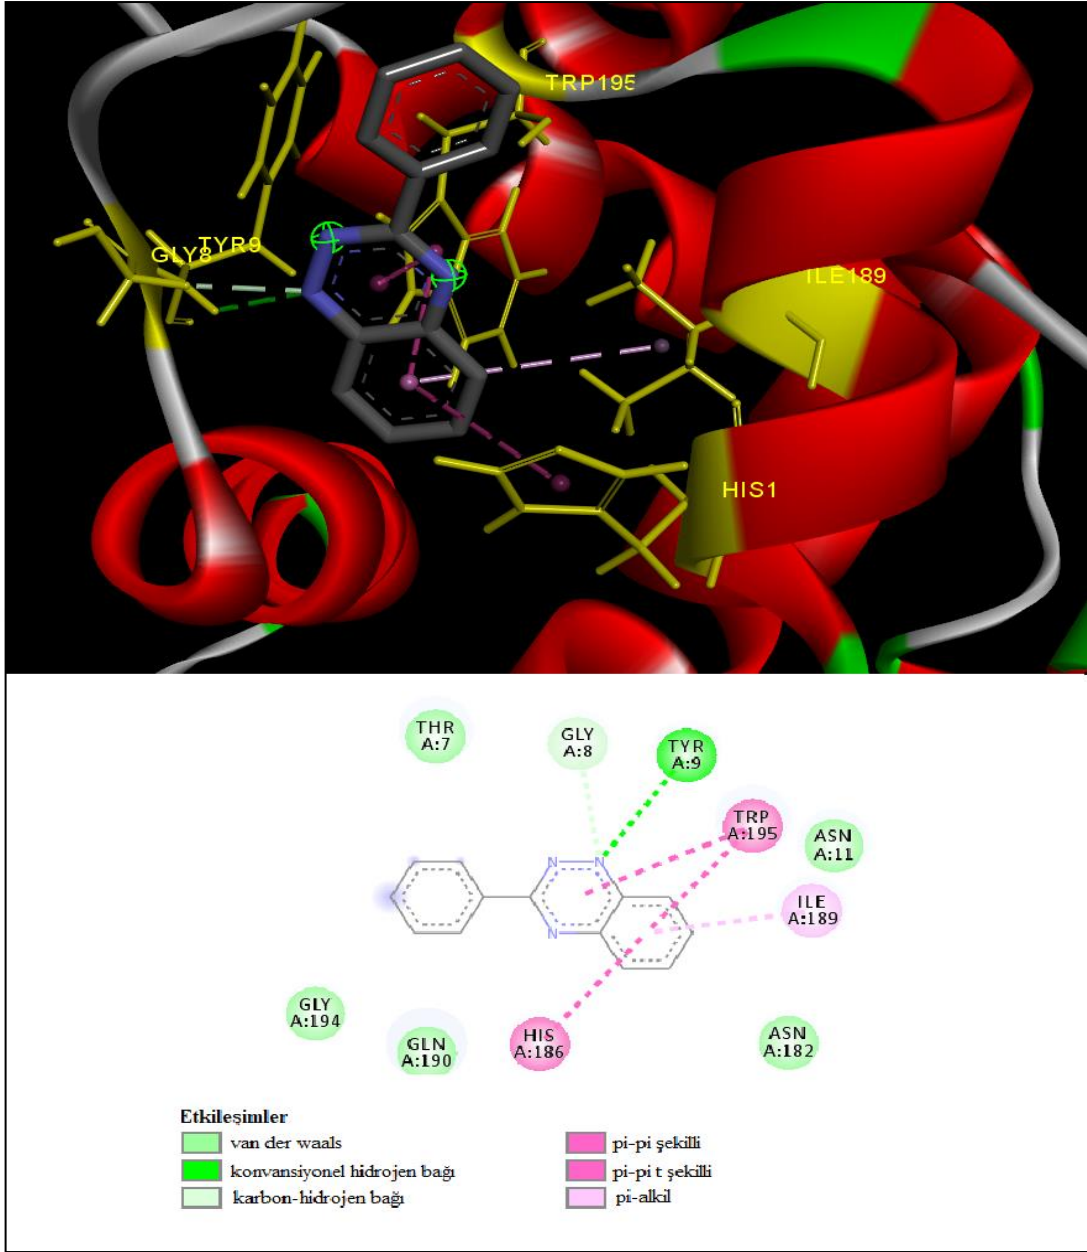 TRP195
TYR9
GLY8
ILE189
HIS1
THR
A:7
GLY
A:8
TYR
A:9
TRP
A:195
ASN
A:11
ILE
A:189
N
N
N
GLY
A:194
GLN
A:190
HIS
A:186
ASN
A:182
Etkileşimler
van der waals
konvansiyonel hidrojen bağı
karbon-hidrojen bağı
pi-pi şekilli
pi-pi t şekilli
pi-alkil